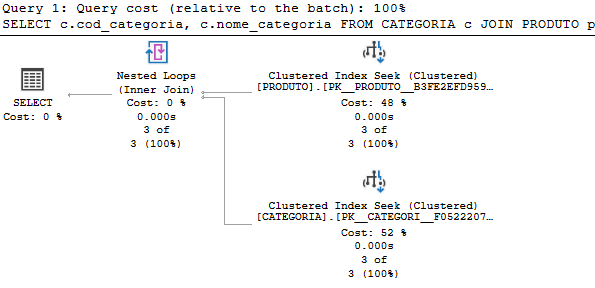 Query 1: Query cost (relative to the batch): 100%
SELECT c.cod_categoria, c.nome_categoria FROM CATEGORIA c JOIN PRODUTO p
SELECT
Cost: 0 %
Nested Loops
(Inner Join)
Cost: 0 %
0.000s
3 of
3 (100%)
Clustered Index Seek (Clustered)
[PRODUTO].[PK__PRODUTO__B3FE2EFD959…
Cost: 48 %
0.000s
3 of
3 (100%)
Clustered Index Seek (Clustered)
[CATEGORIA].[PK__CATEGORI__F0522207…
Cost: 52 %
0.000s
3 of
3 (100%)